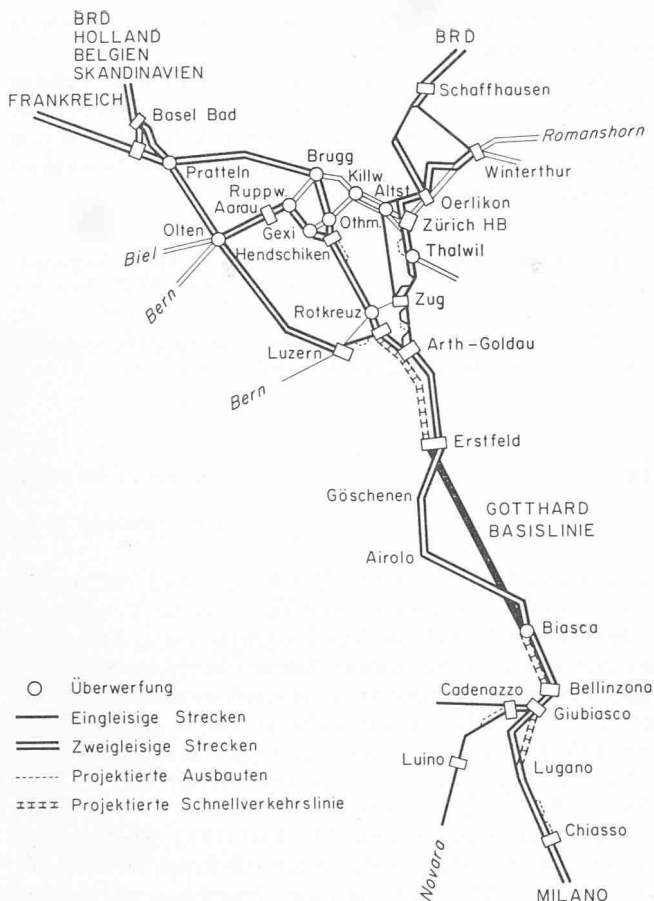 BRD
HOLLAND
BELGIEN
SKANDINAVIEN
BRD
FRANKREICH
Schaffhausen
Basel Bad
Romanshorn
Pratteln
Brugg
Killw.
Altst.
Winterthur
Ruppw.
Aarau
Oerlikon
Olten
Gexi
Othm.
Zürich HB
Hendschiken
Thalwil
Biel
Bern
Zug
Rotkreuz
Luzern
Arth-Goldau
Bern
Erstfeld
Göschenen
GOTTHARD
BASISLINIE
Airolo
Biasca
Überwerfung
Eingleisige Strecken
Zweigleisige Strecken
Projektierte Ausbauten
Projektierte Schnellverkehrslinie
Cadenazzo
Bellinzona
Giubiasco
Luino
Lugano
Chiasso
Novara
MILANO